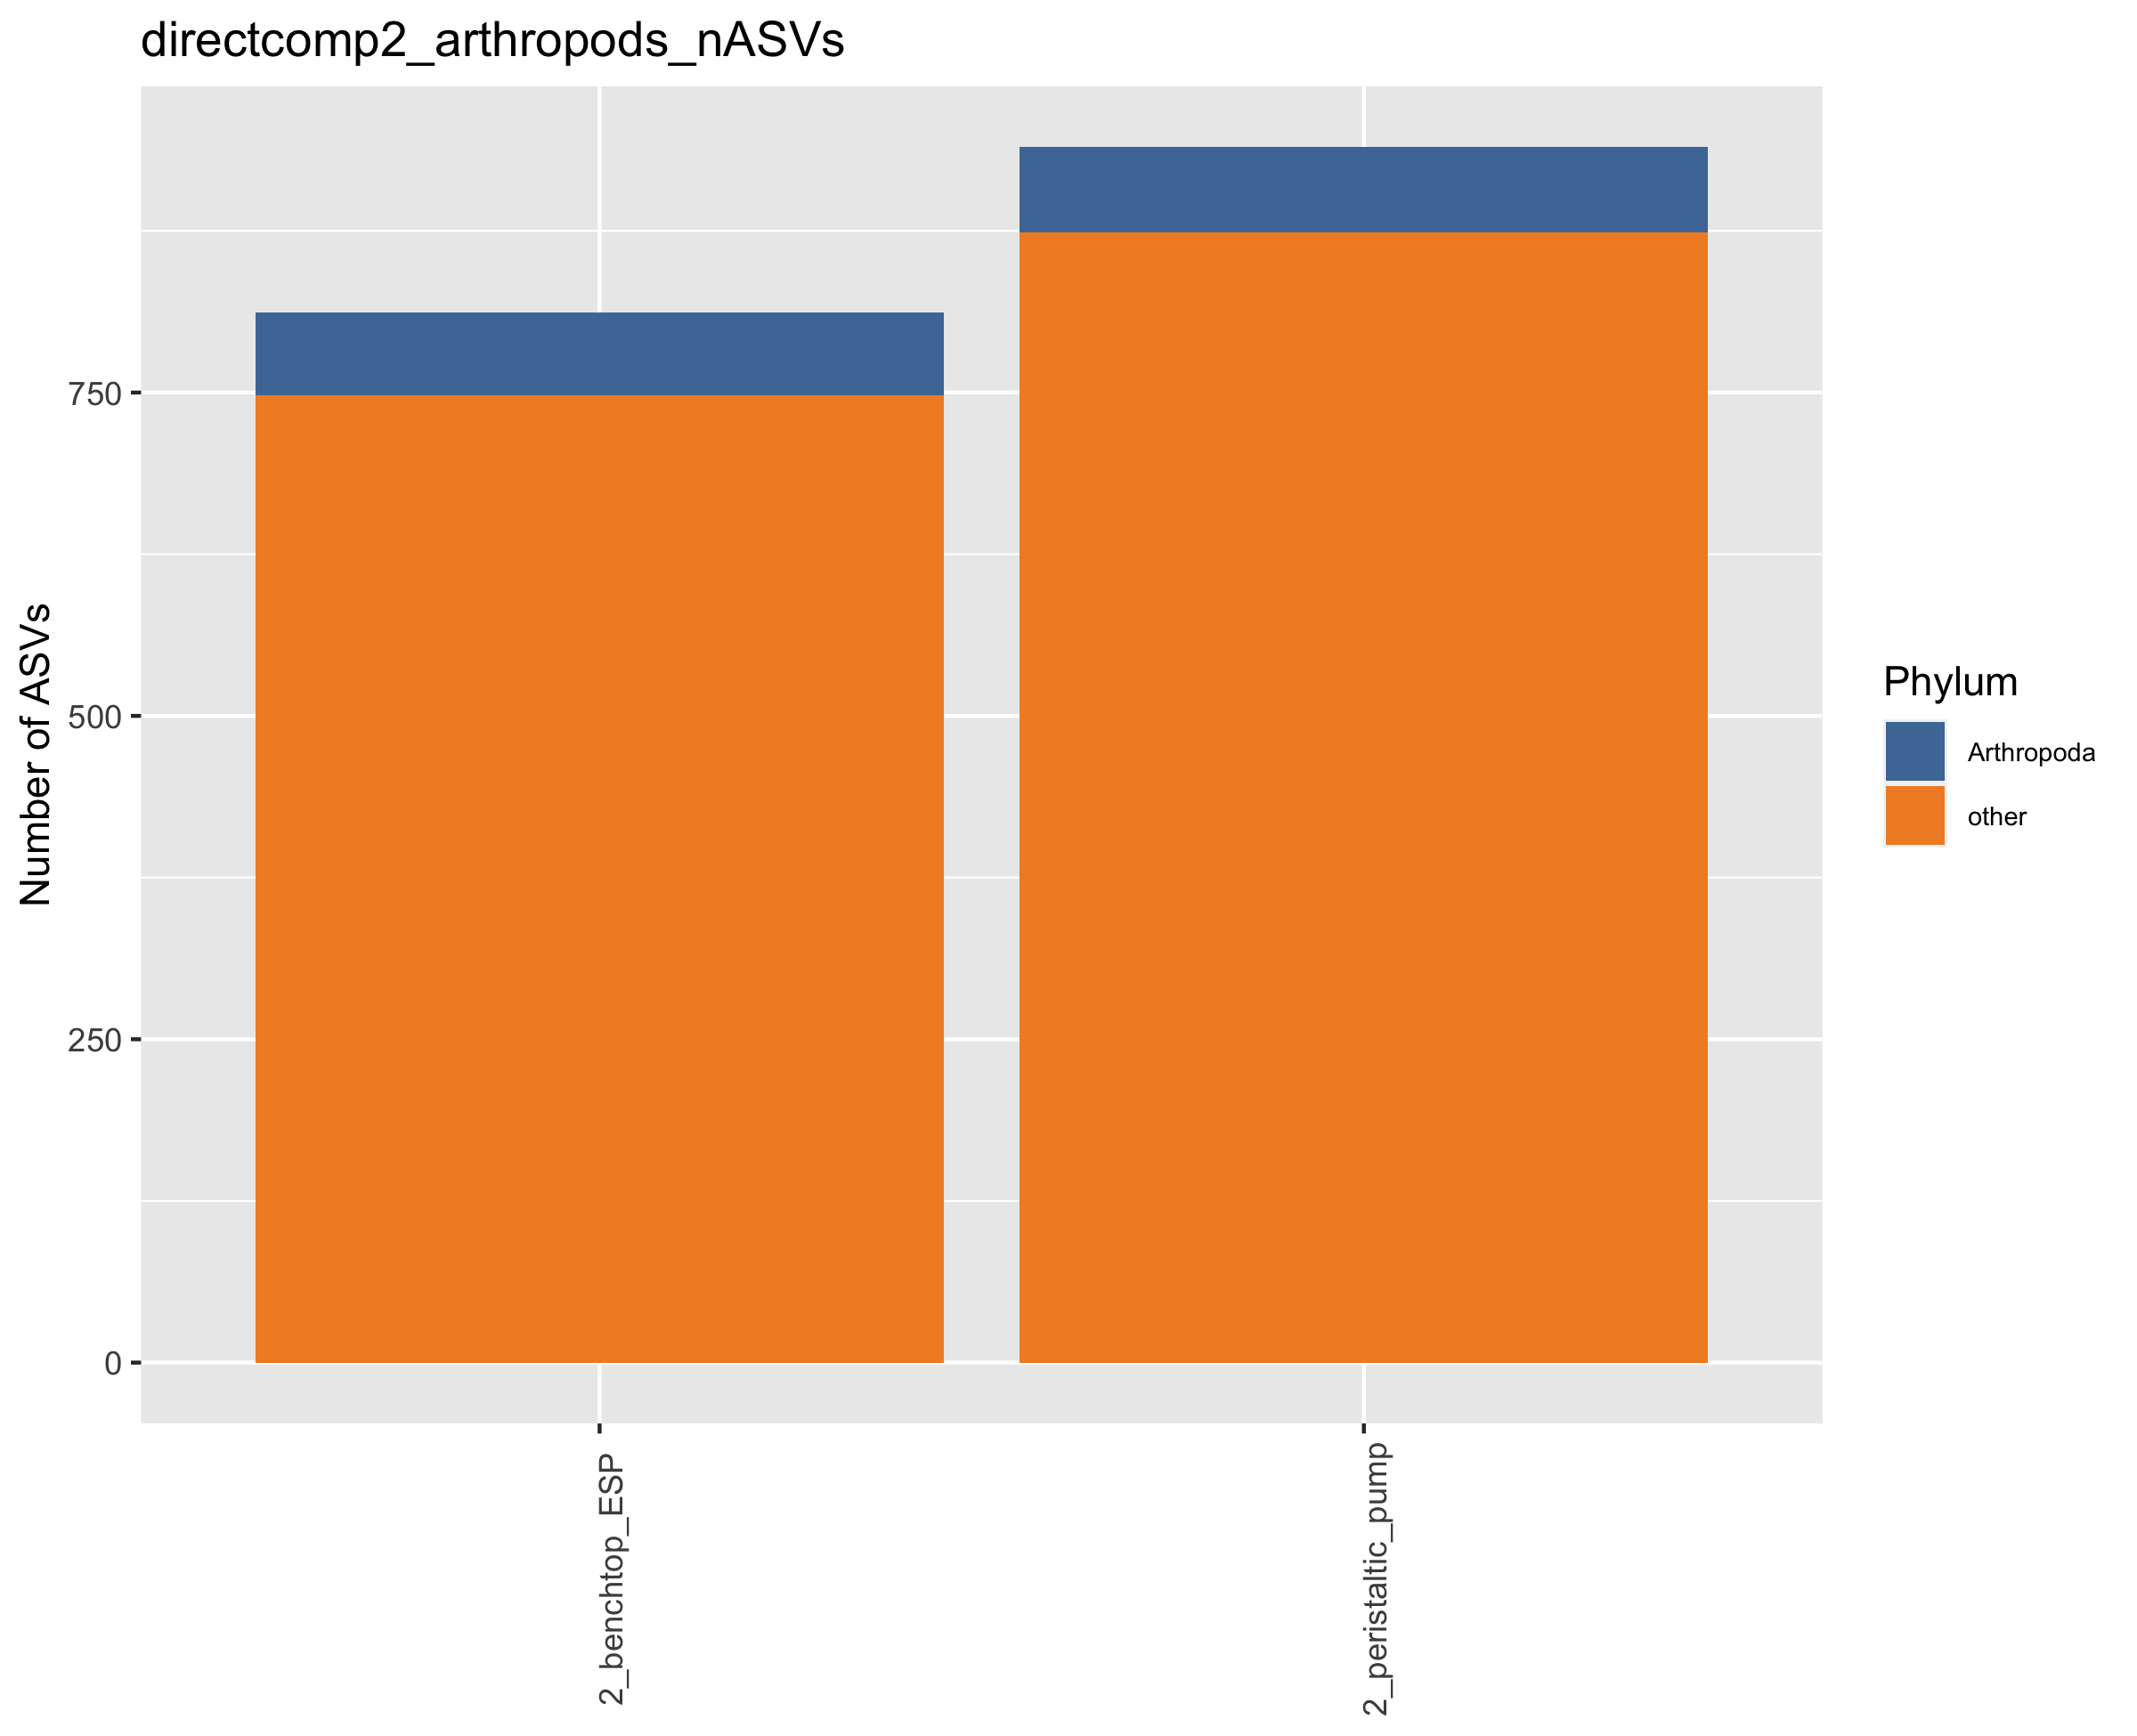 directcomp2_arthropods_nASVs
Number of ASVs
750
500
250
0
2_benchtop_ESP
2_peristaltic_pump
Phylum
Arthropoda
other